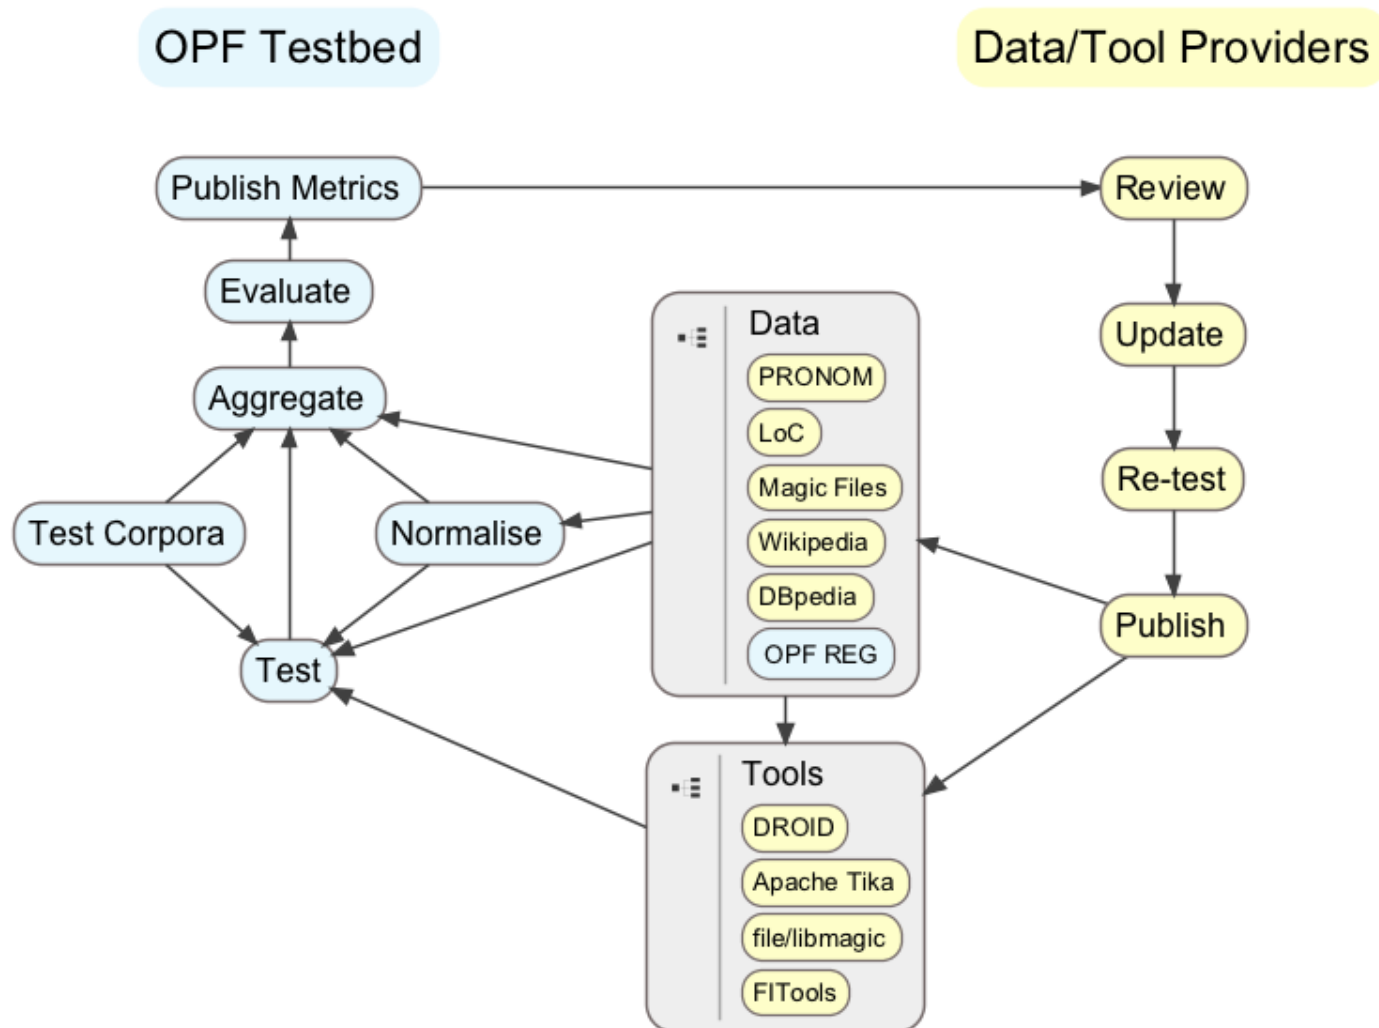 OPF Testbed
Data/Tool Providers
Publish Metrics
Review
Evaluate
Data
Update
PRONOM
Aggregate
LoC
Magic Files
Re-test
Test Corpora
Normalise
Wikipedia
DBpedia
Publish
OPF REG
Test
Tools
DROID
Apache Tika
file/libmagic
FITools